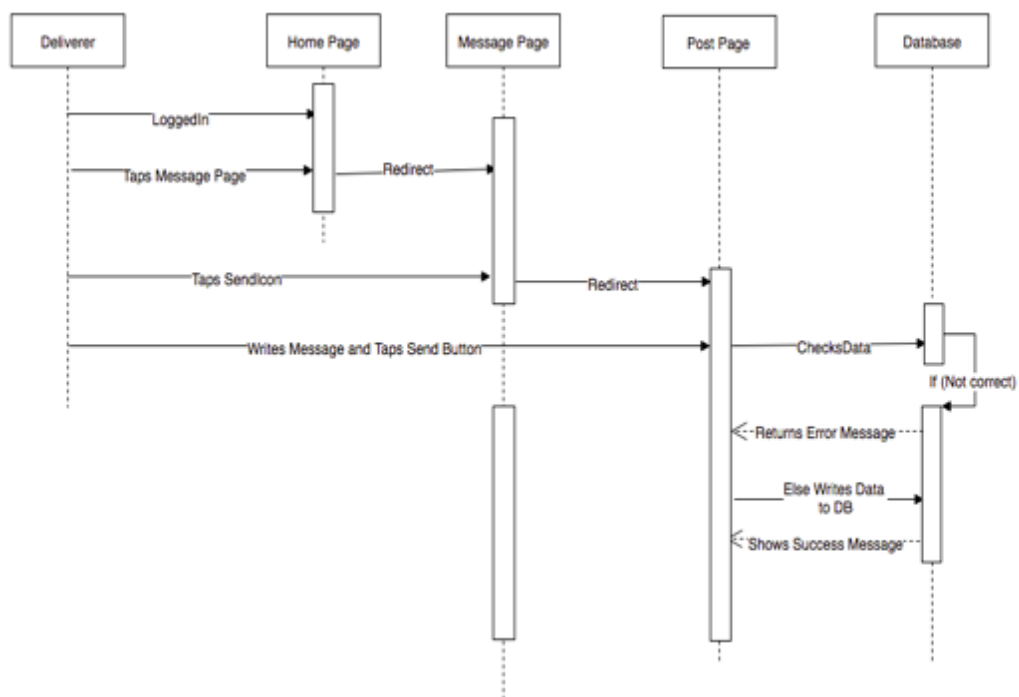 Deliverer
Home Page
Message Page
Post Page
Database
LoggedIn
Taps Message Page
Redirect
Taps SendIcon
Redirect
Writes Message and Taps Send Button
ChecksData
If (Not correct)
Returns Error Message
Else Writes Data
to DB
Shows Success Message